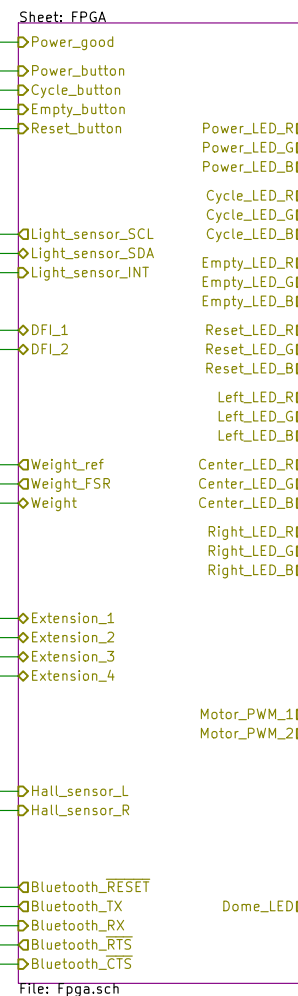 Sheet: FPGA
Power_good
Power_button
Cycle_button
Empty_button
Reset_button
Power_LED_R
Power_LED_G
Power_LED_B
Cycle_LED_R
Cycle_LED_G
Light_sensor_SCL Cycle_LED_B
Light_sensor_SDA
Empty_LED_R
Light_sensor_INT
Empty_LED_G
Empty_LED_B
DFI_1 Reset_LED_R
DFI_2 Reset_LED_G
Reset_LED_B
Left_LED_R
Left_LED_G
Left_LED_B
Weight_ref Center_LED_R
Weight_FSR Center_LED_G
Weight Center_LED_B
Right_LED_R
Right_LED_G
Right_LED_B
Extension_1
Extension_2
Extension_3
Extension_4
Motor_PWM_1
Motor_PWM_2
Hall_sensor_L
Hall_sensor_R
Bluetooth_RESET
Bluetooth_TX Dome_LED
Bluetooth_RX
Bluetooth_RTS
Bluetooth_CTS
File: Fpga.sch